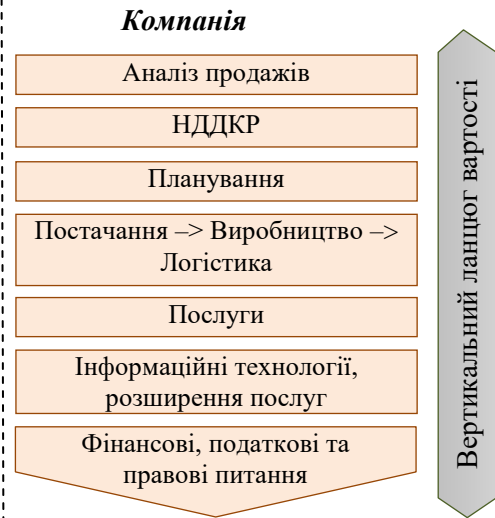 Компанія
Аналіз продажів
НДДКР
Планування
Постачання –> Виробництво –>
Логістика
Послуги
Інформаційні технології,
розширення послуг
Фінансові, податкові та
правові питання
Вертикальний ланцюг вартості